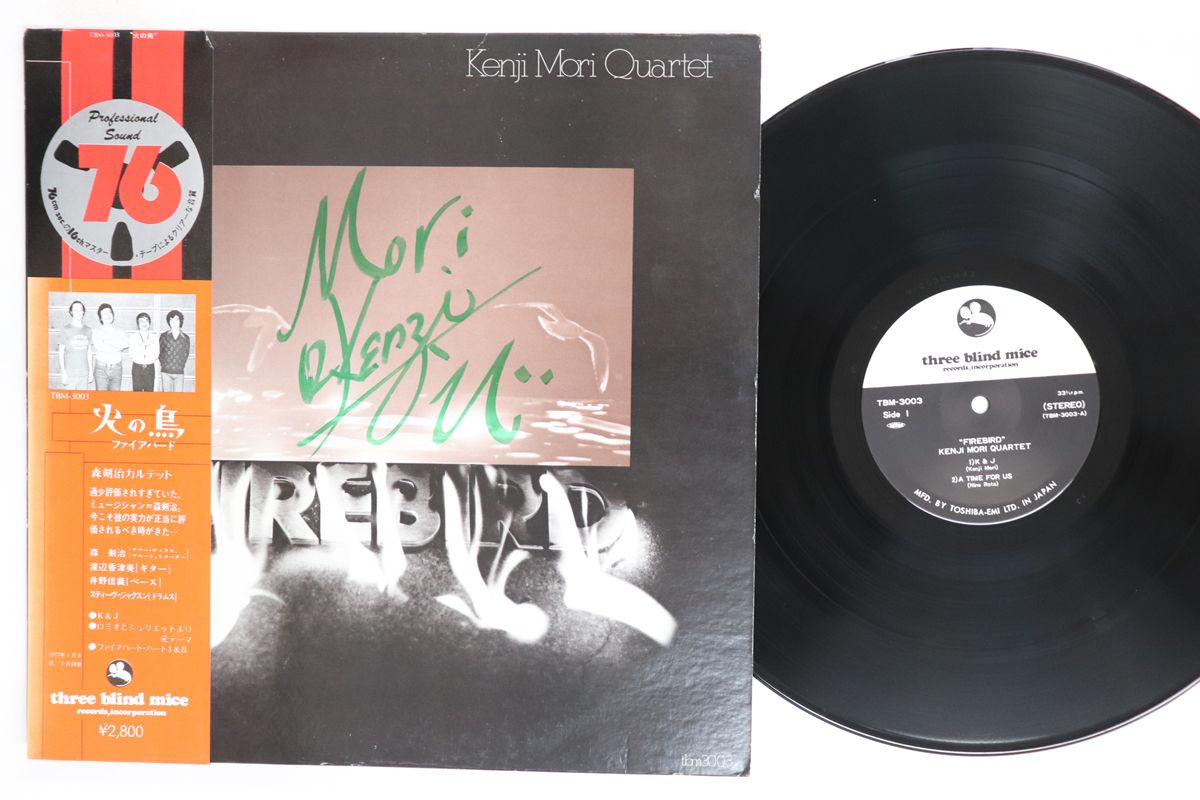 TBM-3003 "火の鳥"
Professional
Sound
76
76cm sec.の16chマスター・テープによるクリアーな音質
TBM-3003
火の鳥
ファイアバード
森剣治カルテット
過少評価されすぎていた、
ミュージシャン=森剣治。
今こそ彼の実力が正当に評
価されるべき時がきた…
森 剣治
渡辺香津美[ギター]
井野信義[ベース]
スティーヴ・ジャクスン[ドラムス]
●K&J
●ロミオとジュリエットより
愛テーマ
●ファイアバード・パートI&II
three blind mice
records, incorporation
¥2,800
Kenji Mori Quartet
Mori
Kenzi
FIREBIRD
tbm3003
three blind mice
records, incorporation
TBM-3003
Side 1
33⅓r.p.m.
(STEREO)
(TBM-3003-A)
"FIREBIRD"
KENJI MORI QUARTET
1)K & J
(Kenji Mori)
2)A TIME FOR US
(Nino Rota)
MFD. BY TOSHIBA-EMI LTD. IN JAPAN